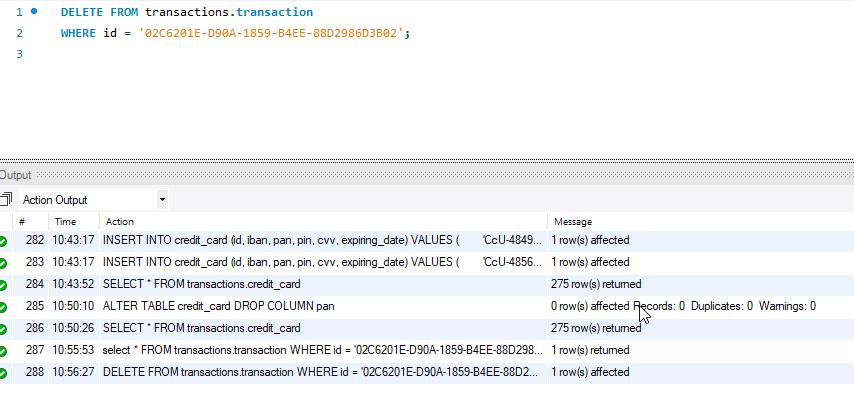 1 DELETE FROM transactions.transaction
2 WHERE id = '02C6201E-D90A-1859-B4EE-88D2986D3B02';
3
Output
Action Output
# Time Action Message
282 10:43:17 INSERT INTO credit_card (id, iban, pan, pin, cvv, expiring_date) VALUES ( 'CcU-4849... 1 row(s) affected
283 10:43:17 INSERT INTO credit_card (id, iban, pan, pin, cvv, expiring_date) VALUES ( 'CcU-4856... 1 row(s) affected
284 10:43:52 SELECT * FROM transactions.credit_card 275 row(s) returned
285 10:50:10 ALTER TABLE credit_card DROP COLUMN pan 0 row(s) affected Records: 0 Duplicates: 0 Warnings: 0
286 10:50:26 SELECT * FROM transactions.credit_card 275 row(s) returned
287 10:55:53 select * FROM transactions.transaction WHERE id = '02C6201E-D90A-1859-B4EE-88D298... 1 row(s) returned
288 10:56:27 DELETE FROM transactions.transaction WHERE id = '02C6201E-D90A-1859-B4EE-88D2... 1 row(s) affected